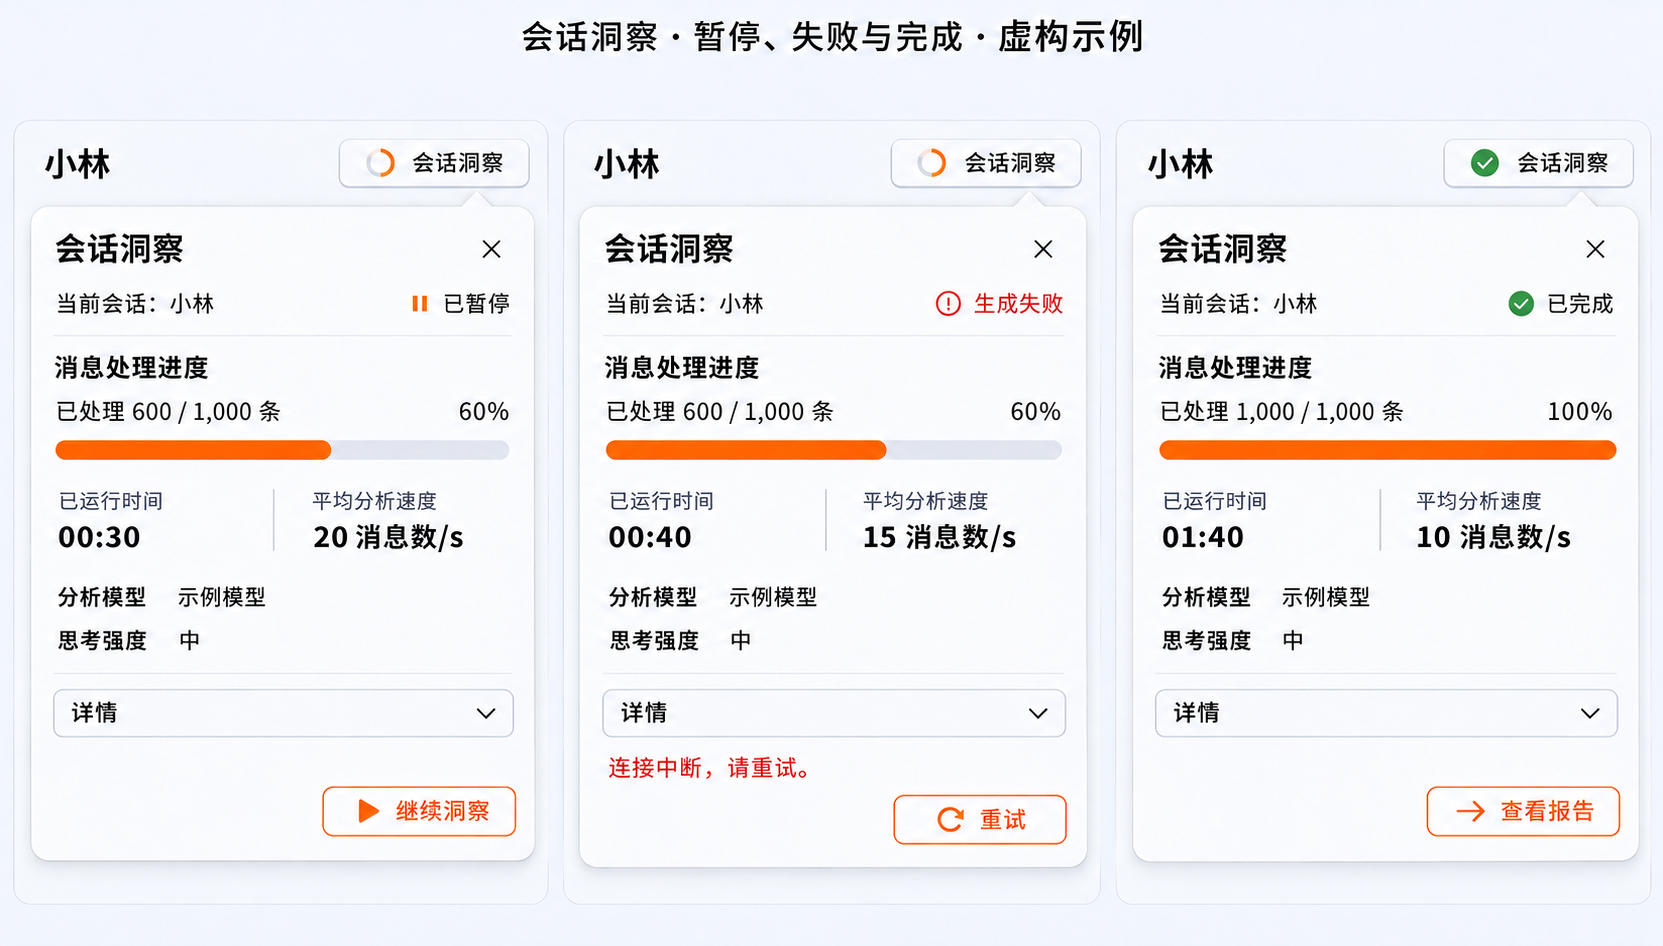 会话洞察·暂停、失败与完成·虚构示例
小林
会话洞察
会话洞察
当前会话：小林
已暂停
消息处理进度
已处理 600 / 1,000 条
60%
已运行时间
平均分析速度
00:30
20 消息数/s
分析模型 示例模型
思考强度 中
详情
继续洞察
小林
会话洞察
会话洞察
当前会话：小林
生成失败
消息处理进度
已处理 600 / 1,000 条
60%
已运行时间
平均分析速度
00:40
15 消息数/s
分析模型 示例模型
思考强度 中
详情
连接中断，请重试。
重试
小林
会话洞察
会话洞察
当前会话：小林
已完成
消息处理进度
已处理 1,000 / 1,000 条
100%
已运行时间
平均分析速度
01:40
10 消息数/s
分析模型 示例模型
思考强度 中
详情
查看报告